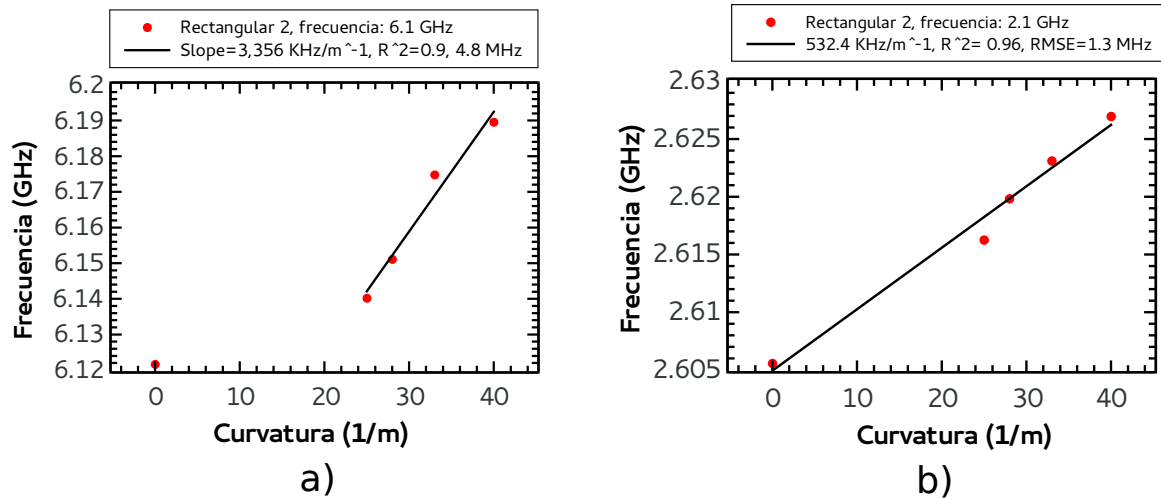 Rectangular 2, frecuencia: 6.1 GHz
Slope=3,356 KHz/m^-1, R^2=0.9, 4.8 MHz
6.2
6.19
6.18
6.17
6.16
6.15
6.14
6.13
6.12
Frecuencia (GHz)
0 10 20 30 40
Curvatura (1/m)
a)
Rectangular 2, frecuencia: 2.1 GHz
532.4 KHz/m^-1, R^2= 0.96, RMSE=1.3 MHz
2.63
2.625
2.62
2.615
2.61
2.605
Frecuencia (GHz)
0 10 20 30 40
Curvatura (1/m)
b)